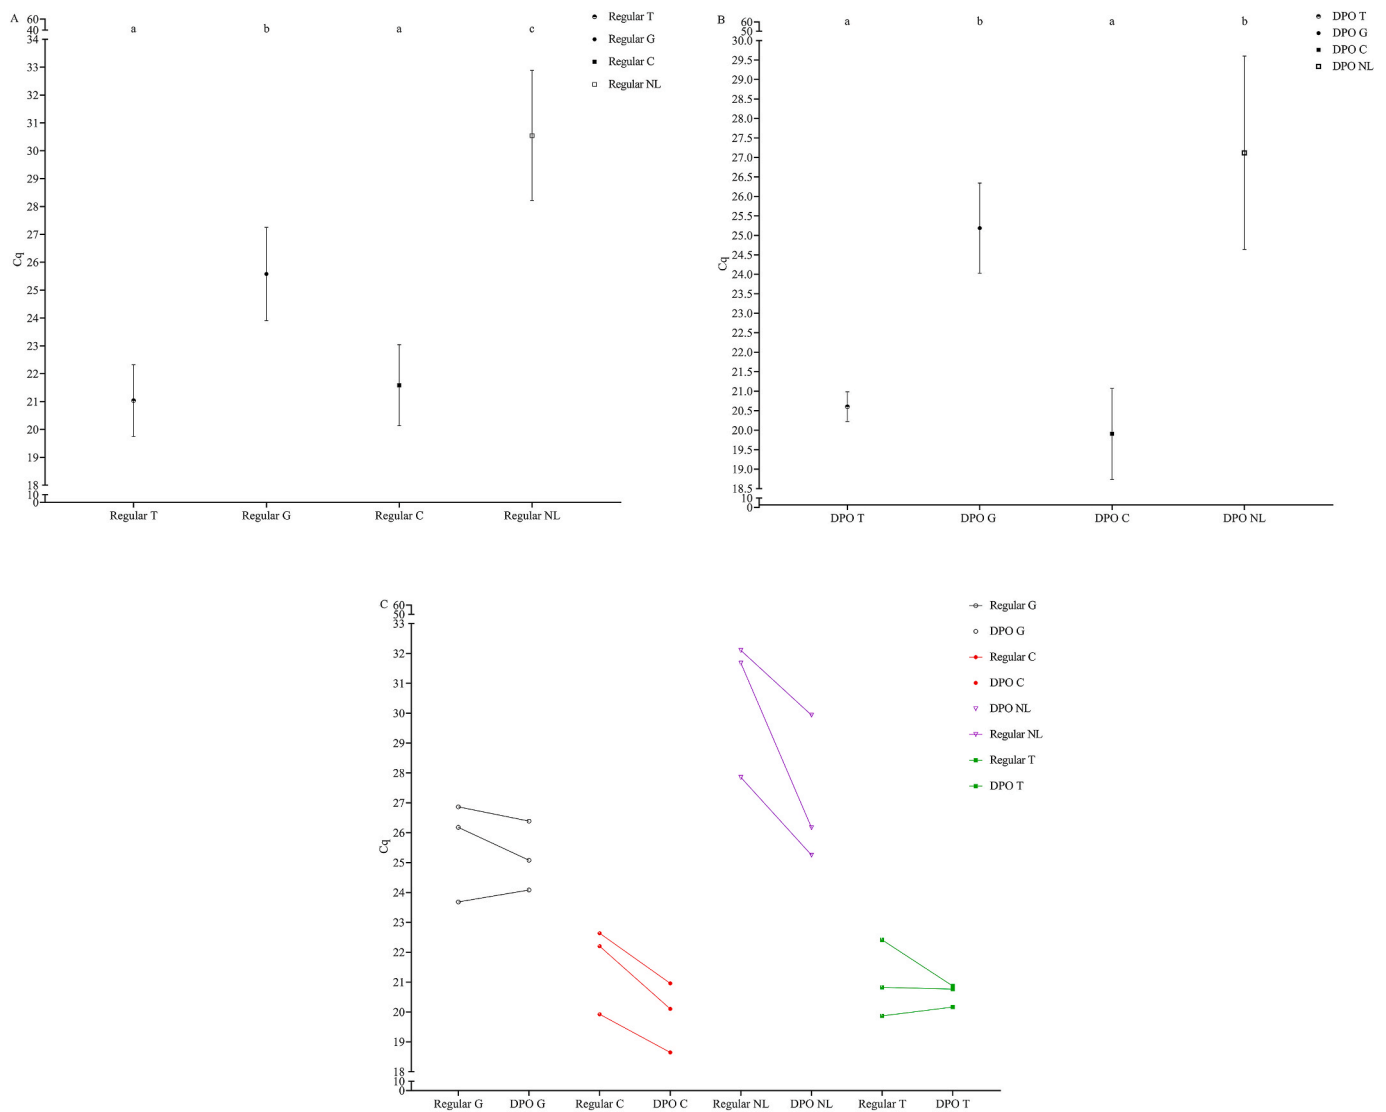 A
60
40
34
33
32
31
30
29
28
27
26
25
24
23
22
21
20
19
18
10
0
Cq
a b a c
Regular T
Regular G
Regular C
Regular NL
Regular T Regular G Regular C Regular NL
B
60
50
30.0
29.5
29.0
28.5
28.0
27.5
27.0
26.5
26.0
25.5
25.0
24.5
24.0
23.5
23.0
22.5
22.0
21.5
21.0
20.5
20.0
19.5
19.0
18.5
10
0
Cq
a b a b
DPO T
DPO G
DPO C
DPO NL
DPO T DPO G DPO C DPO NL
C
60
50
33
32
31
30
29
28
27
26
25
24
23
22
21
20
19
18
10
0
Cq
Regular G
DPO G
Regular C
DPO C
DPO NL
Regular NL
Regular T
DPO T
Regular G DPO G Regular C DPO C Regular NL DPO NL Regular T DPO T